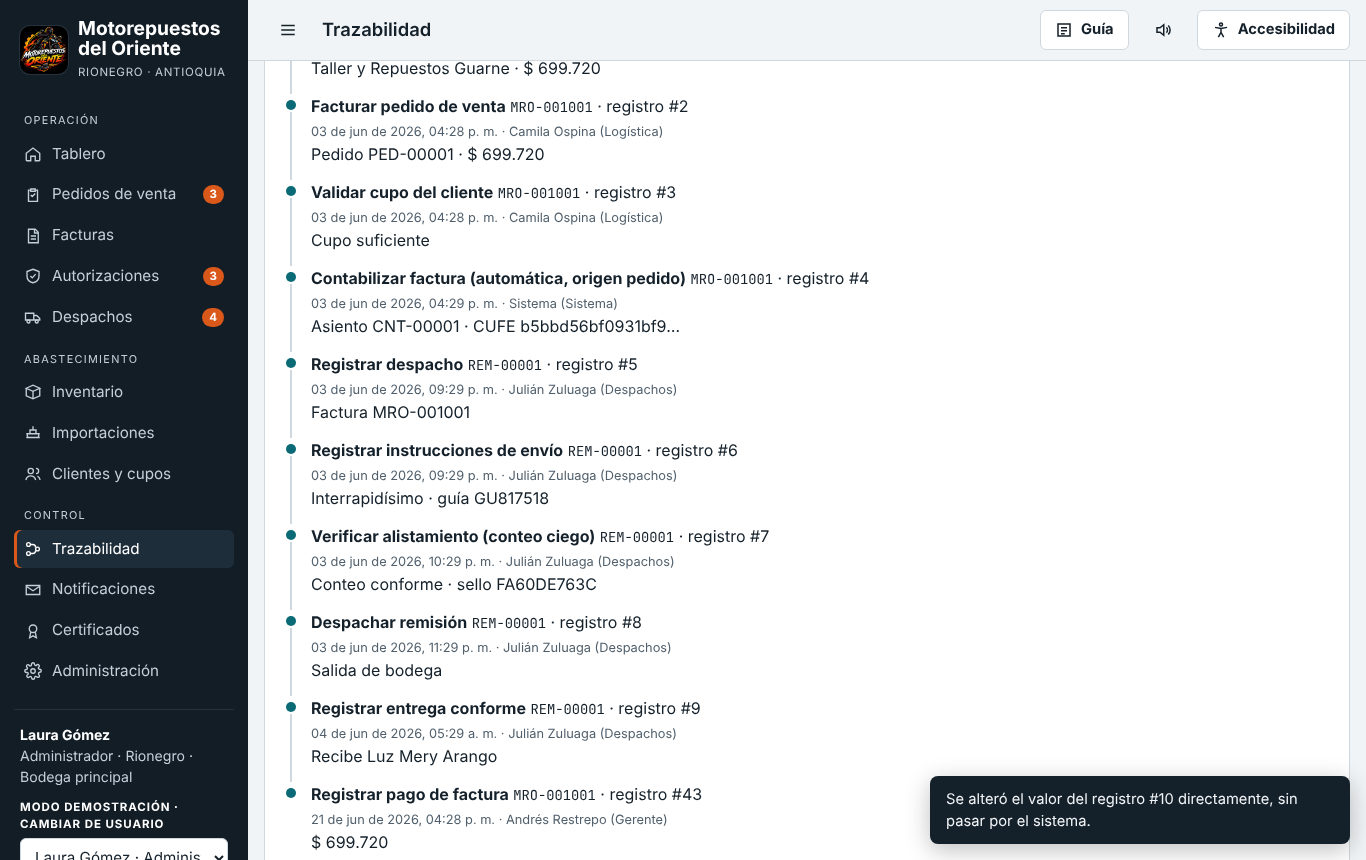 Motorepuestos
del Oriente
RIONEGRO · ANTIOQUIA
OPERACIÓN
Tablero
Pedidos de venta 3
Facturas
Autorizaciones 3
Despachos 4
ABASTECIMIENTO
Inventario
Importaciones
Clientes y cupos
CONTROL
Trazabilidad
Notificaciones
Certificados
Administración
Laura Gómez
Administrador · Rionegro ·
Bodega principal
MODO DEMOSTRACIÓN ·
CAMBIAR DE USUARIO
Laura Gómez · Adminis
Trazabilidad
Guía
Accesibilidad
Taller y Repuestos Guarne · $ 699.720
Facturar pedido de venta MRO-001001 · registro #2
03 de jun de 2026, 04:28 p. m. · Camila Ospina (Logística)
Pedido PED-00001 · $ 699.720
Validar cupo del cliente MRO-001001 · registro #3
03 de jun de 2026, 04:28 p. m. · Camila Ospina (Logística)
Cupo suficiente
Contabilizar factura (automática, origen pedido) MRO-001001 · registro #4
03 de jun de 2026, 04:29 p. m. · Sistema (Sistema)
Asiento CNT-00001 · CUFE b5bbd56bf0931bf9…
Registrar despacho REM-00001 · registro #5
03 de jun de 2026, 09:29 p. m. · Julián Zuluaga (Despachos)
Factura MRO-001001
Registrar instrucciones de envío REM-00001 · registro #6
03 de jun de 2026, 09:29 p. m. · Julián Zuluaga (Despachos)
Interrapidísimo · guía GU817518
Verificar alistamiento (conteo ciego) REM-00001 · registro #7
03 de jun de 2026, 10:29 p. m. · Julián Zuluaga (Despachos)
Conteo conforme · sello FA60DE763C
Despachar remisión REM-00001 · registro #8
03 de jun de 2026, 11:29 p. m. · Julián Zuluaga (Despachos)
Salida de bodega
Registrar entrega conforme REM-00001 · registro #9
04 de jun de 2026, 05:29 a. m. · Julián Zuluaga (Despachos)
Recibe Luz Mery Arango
Registrar pago de factura MRO-001001 · registro #43
21 de jun de 2026, 04:28 p. m. · Andrés Restrepo (Gerente)
$ 699.720
Se alteró el valor del registro #10 directamente, sin
pasar por el sistema.
MOTOREPUESTOS
ORIENTE